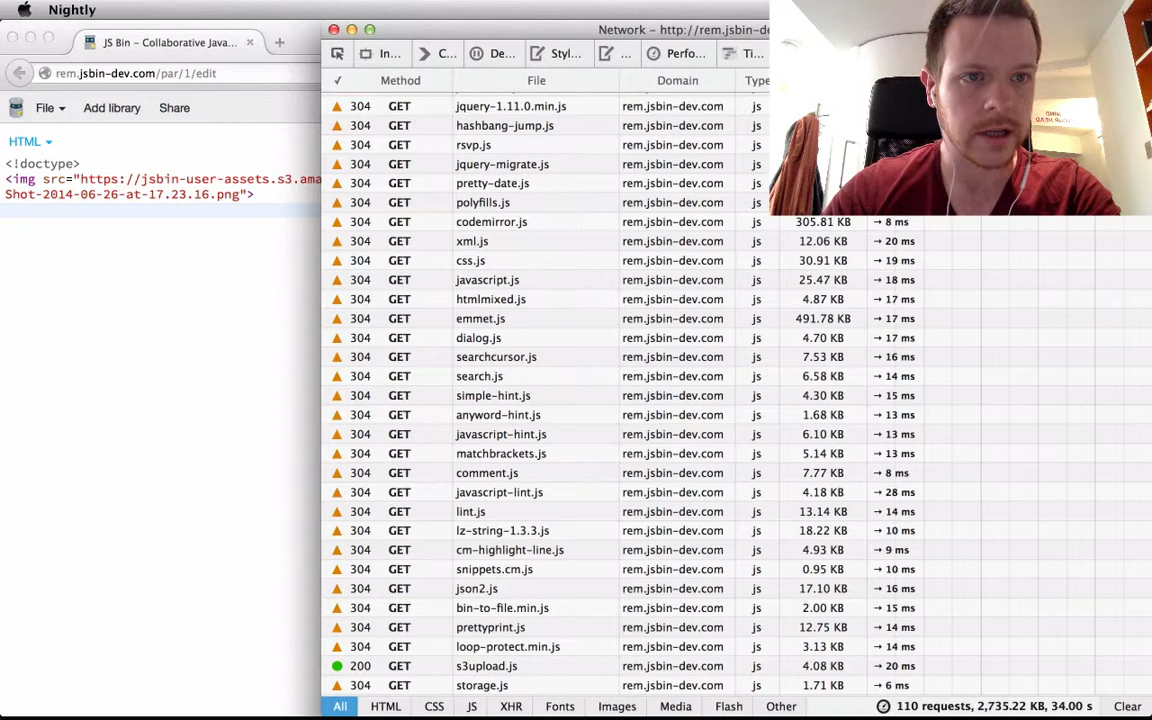 Nightly
JS Bin – Collaborative Java...
Network – http://rem.jsbin-de
rem.jsbin-dev.com/par/1/edit
In... C... De... Styl... ... Perfo... Ti...
File Add library Share
HTML
<!doctype>
<img src="https://jsbin-user-assets.s3.ama
Shot-2014-06-26-at-17.23.16.png">
✓ Method File Domain Type
304 GET jquery-1.11.0.min.js rem.jsbin-dev.com js
304 GET hashbang-jump.js rem.jsbin-dev.com js
304 GET rsvp.js rem.jsbin-dev.com js
304 GET jquery-migrate.js rem.jsbin-dev.com js
304 GET pretty-date.js rem.jsbin-dev.com js
304 GET polyfills.js rem.jsbin-dev.com js
304 GET codemirror.js rem.jsbin-dev.com js 305.81 KB → 8 ms
304 GET xml.js rem.jsbin-dev.com js 12.06 KB → 20 ms
304 GET css.js rem.jsbin-dev.com js 30.91 KB → 19 ms
304 GET javascript.js rem.jsbin-dev.com js 25.47 KB → 18 ms
304 GET htmlmixed.js rem.jsbin-dev.com js 4.87 KB → 17 ms
304 GET emmet.js rem.jsbin-dev.com js 491.78 KB → 17 ms
304 GET dialog.js rem.jsbin-dev.com js 4.70 KB → 17 ms
304 GET searchcursor.js rem.jsbin-dev.com js 7.53 KB → 16 ms
304 GET search.js rem.jsbin-dev.com js 6.58 KB → 14 ms
304 GET simple-hint.js rem.jsbin-dev.com js 4.30 KB → 15 ms
304 GET anyword-hint.js rem.jsbin-dev.com js 1.68 KB → 13 ms
304 GET javascript-hint.js rem.jsbin-dev.com js 6.10 KB → 13 ms
304 GET matchbrackets.js rem.jsbin-dev.com js 5.14 KB → 13 ms
304 GET comment.js rem.jsbin-dev.com js 7.77 KB → 8 ms
304 GET javascript-lint.js rem.jsbin-dev.com js 4.18 KB → 28 ms
304 GET lint.js rem.jsbin-dev.com js 13.14 KB → 14 ms
304 GET lz-string-1.3.3.js rem.jsbin-dev.com js 18.22 KB → 10 ms
304 GET cm-highlight-line.js rem.jsbin-dev.com js 4.93 KB → 9 ms
304 GET snippets.cm.js rem.jsbin-dev.com js 0.95 KB → 10 ms
304 GET json2.js rem.jsbin-dev.com js 17.10 KB → 16 ms
304 GET bin-to-file.min.js rem.jsbin-dev.com js 2.00 KB → 15 ms
304 GET prettyprint.js rem.jsbin-dev.com js 12.75 KB → 14 ms
304 GET loop-protect.min.js rem.jsbin-dev.com js 3.13 KB → 14 ms
200 GET s3upload.js rem.jsbin-dev.com js 4.08 KB → 20 ms
304 GET storage.js rem.jsbin-dev.com js 1.71 KB → 6 ms
All HTML CSS JS XHR Fonts Images Media Flash Other 110 requests, 2,735.22 KB, 34.00 s Clear